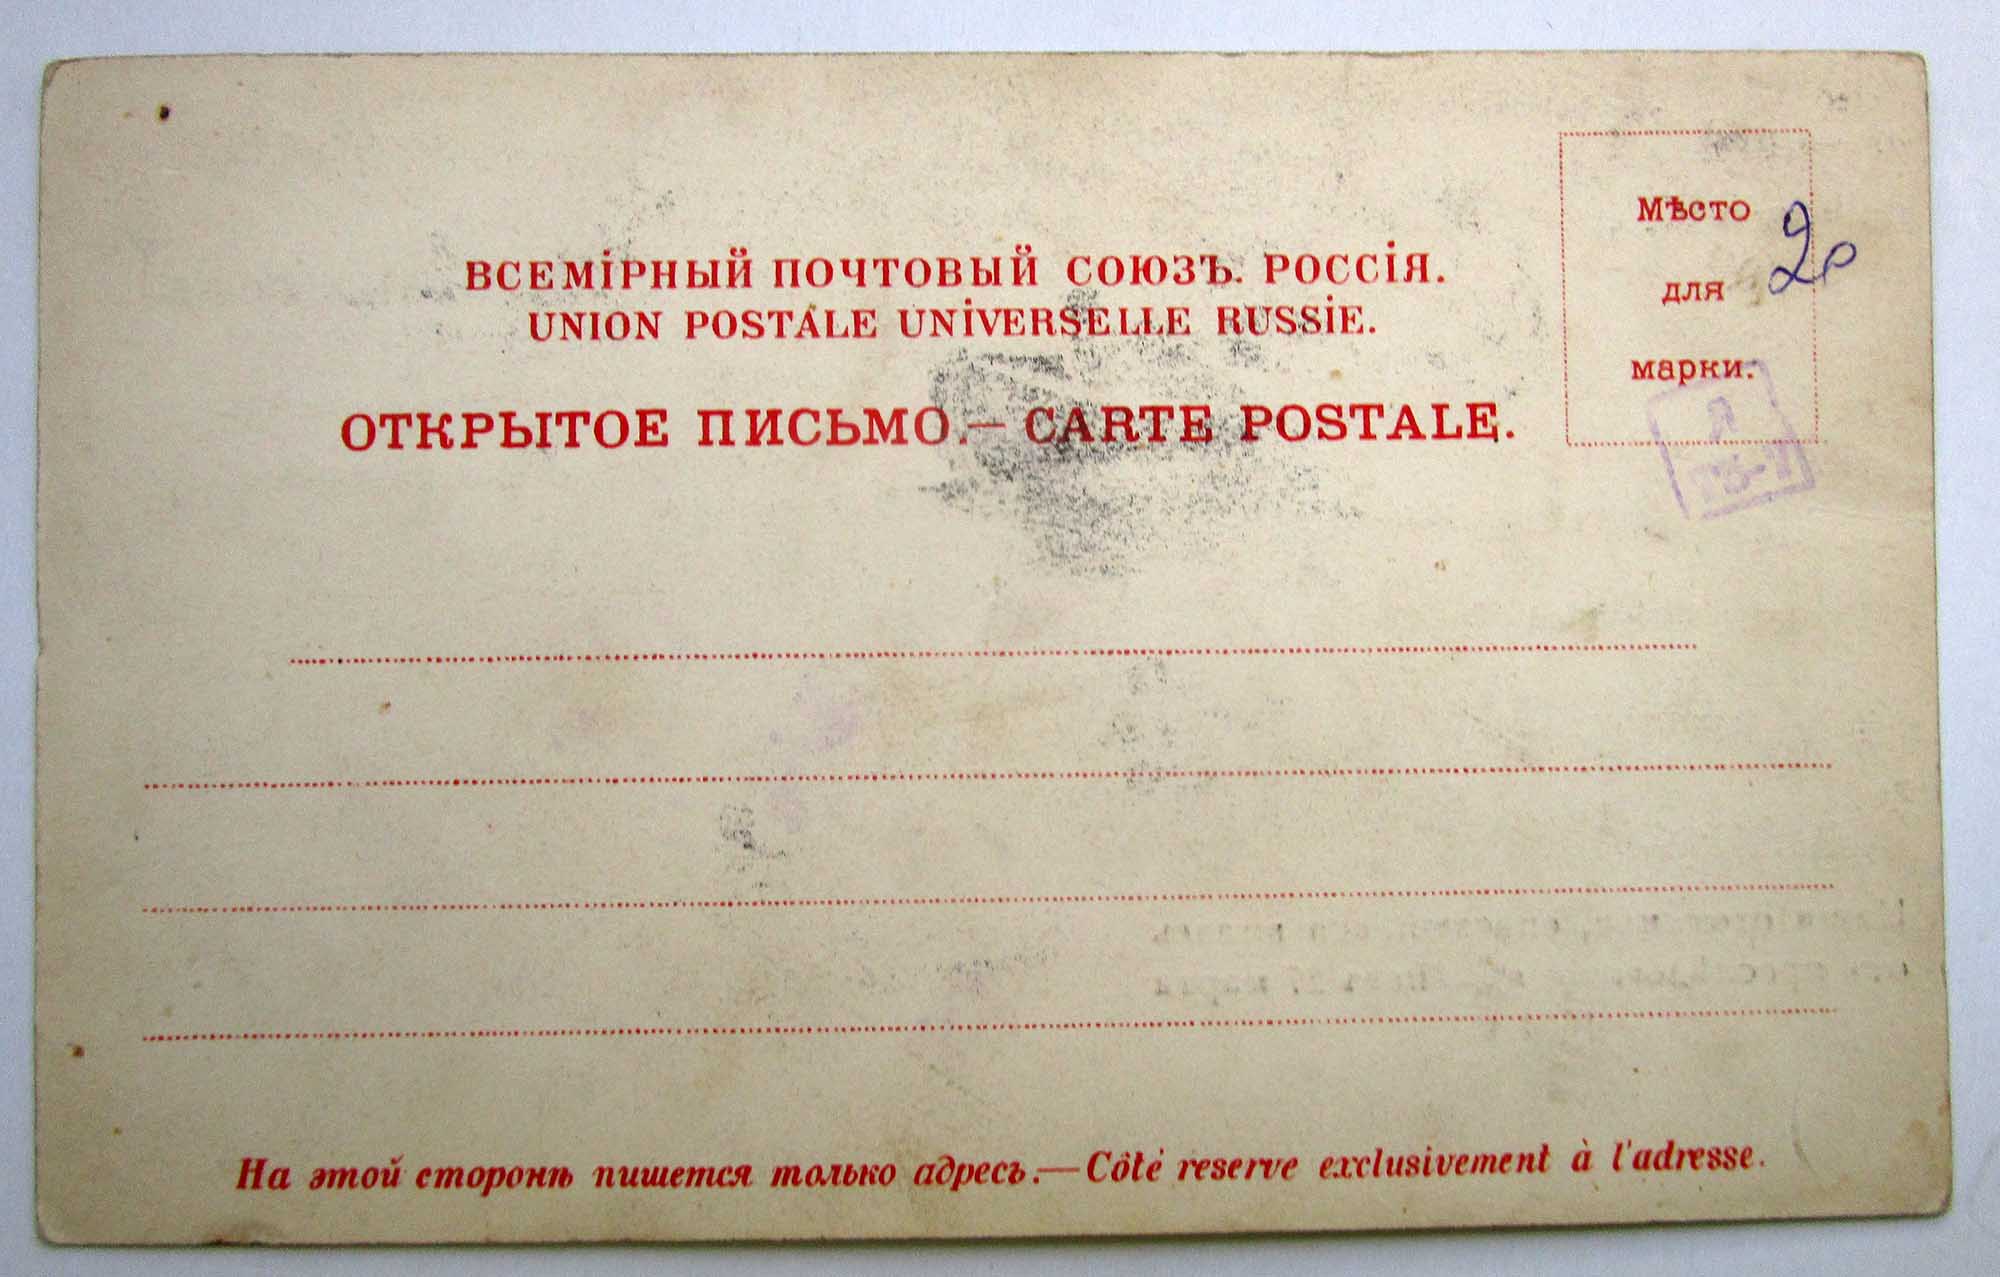 ВСЕМІРНЫЙ ПОЧТОВЫЙ СОЮЗЪ. РОССІЯ.
UNION POSTÁLE UNIVERSELLE RUSSIE.
ОТКРЫТОЕ ПИСЬМО.— CARTE POSTALE.
Мѣсто
для
марки.
2р
На этой сторонѣ пишется только адресъ.—Côté reserve exclusivement à l'adresse.